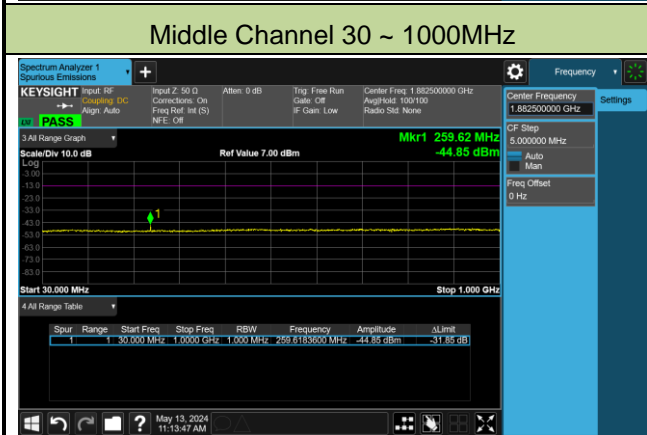 Middle Channel 30 ~ 1000MHz
Spectrum Analyzer 1
Spurious Emissions
Frequency
KEYSIGHT Input: RF Input Z: 50 Ω Atten: 0 dB Trig: Free Run Center Freq: 1.882500000 GHz
Coupling: DC Corrections: On Gate: Off Avg|Hold: 100/100
Align: Auto Freq Ref: Int (S) IF Gain: Low Radio Std: None
NFE: Off
PASS
Center Frequency
1.882500000 GHz
Settings
CF Step
5.000000 MHz
Auto
Man
Freq Offset
0 Hz
3 All Range Graph
Mkr1 259.62 MHz
Scale/Div 10.0 dB Ref Value 7.00 dBm -44.85 dBm
Log
-3.00
-13.0
-23.0
-33.0
-43.0
-53.0
-63.0
-73.0
-83.0
1
Start 30.000 MHz Stop 1.000 GHz
4 All Range Table
Spur Range Start Freq Stop Freq RBW Frequency Amplitude ΔLimit
1 1 30.000 MHz 1.0000 GHz 1.000 MHz 259.6183600 MHz -44.85 dBm -31.85 dB
May 13, 2024
11:13:47 AM